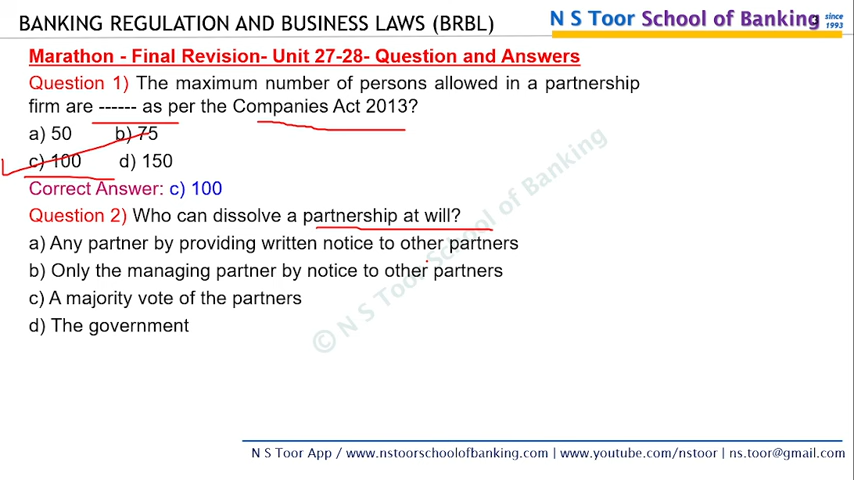 BANKING REGULATION AND BUSINESS LAWS (BRBL)
N S Toor School of Banking since 1993
Marathon - Final Revision- Unit 27-28- Question and Answers
Question 1) The maximum number of persons allowed in a partnership
firm are ------ as per the Companies Act 2013?
a) 50 b) 75
c) 100 d) 150
Correct Answer: c) 100
Question 2) Who can dissolve a partnership at will?
a) Any partner by providing written notice to other partners
b) Only the managing partner by notice to other partners
c) A majority vote of the partners
d) The government
© N S Toor School of Banking
N S Toor App / www.nstoorschoolofbanking.com | www.youtube.com/nstoor | ns.toor@gmail.com